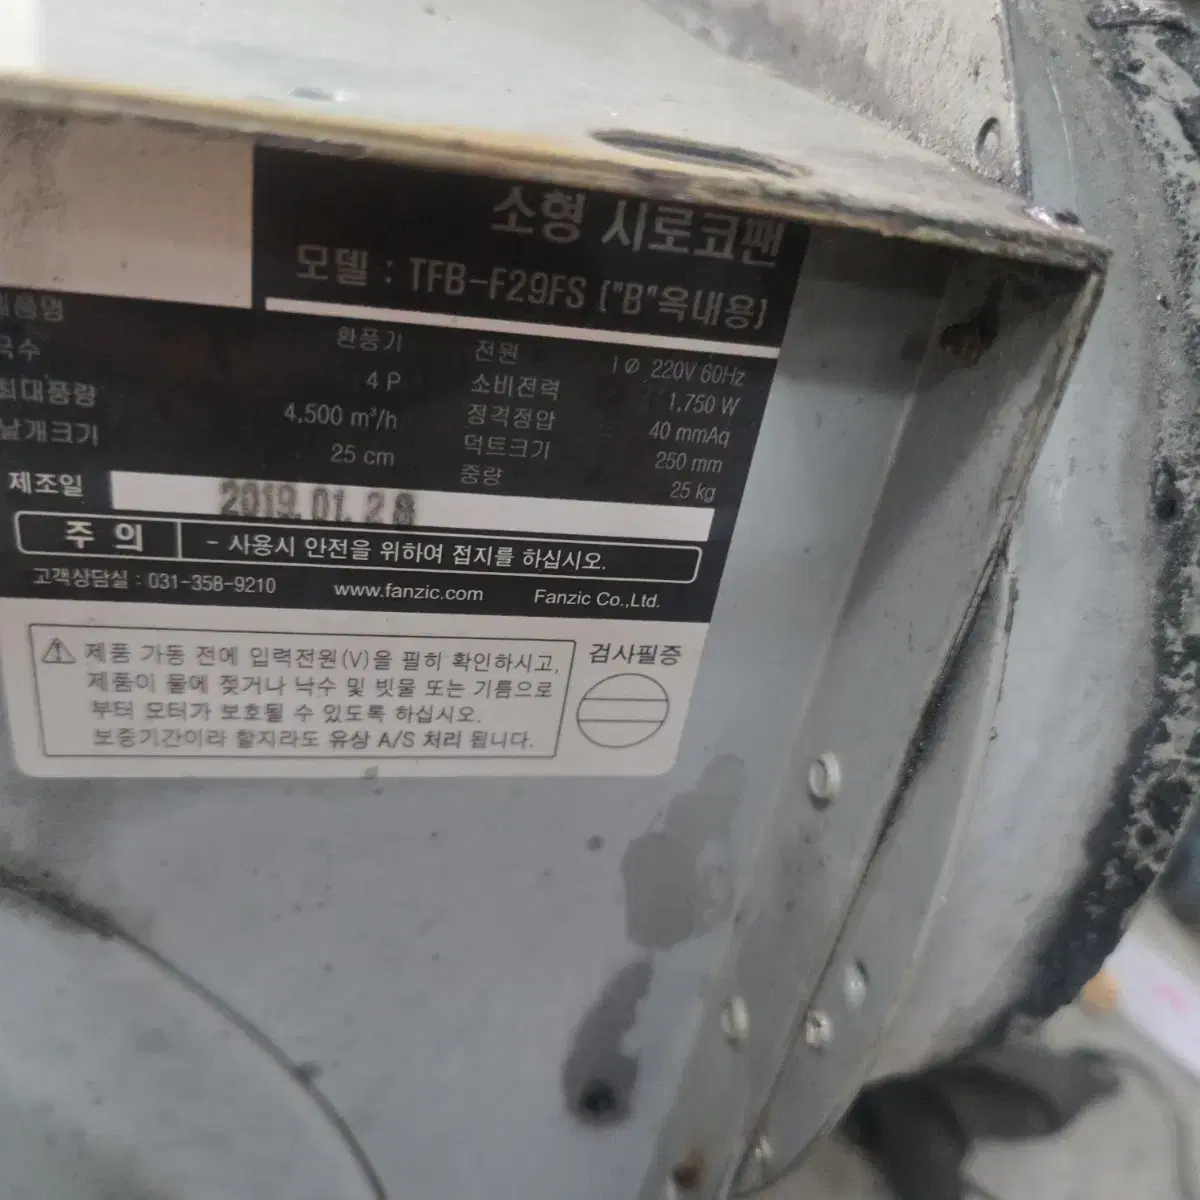 소형 시로코팬
모델 : TFB-F29FS ("B"옥내용)
제품명 환풍기 전원 1Ø 220V 60Hz
극수 4 P 소비전력 1,750 W
최대풍량 4,500 m³/h 정격정압 40 mmAq
날개크기 25 cm 덕트크기 250 mm
중량 25 kg
제조일 2019.01.28
주 의 - 사용시 안전을 위하여 접지를 하십시오.
고객상담실 : 031-358-9210 www.fanzic.com Fanzic Co.,Ltd.
제품 가동 전에 입력전원(V)을 필히 확인하시고,
제품이 물에 젖거나 낙수 및 빗물 또는 기름으로
부터 모터가 보호될 수 있도록 하십시오.
보증기간이라 할지라도 유상 A/S 처리 됩니다.
검사필증